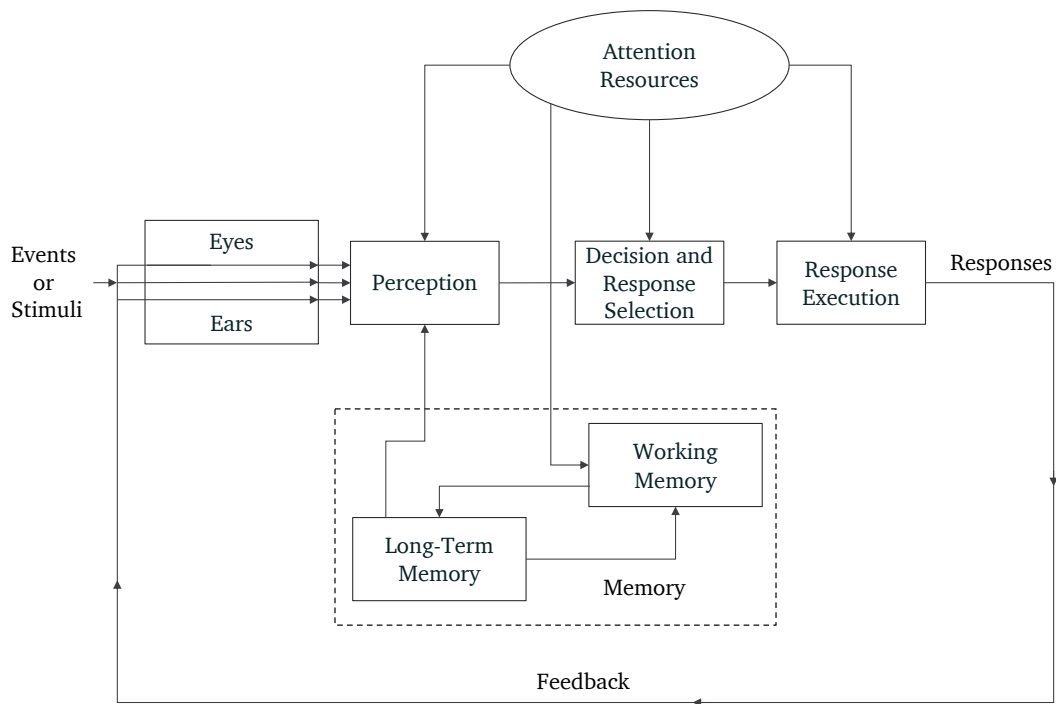 Attention
Resources
Eyes
Ears
Events
or
Stimuli
Perception
Decision and
Response
Selection
Response
Execution
Responses
Working
Memory
Long-Term
Memory
Memory
Feedback